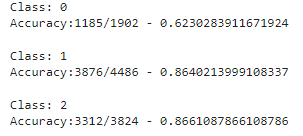 Class: 0
Accuracy:1185/1902 - 0.6230283911671924
Class: 1
Accuracy:3876/4486 - 0.8640213999108337
Class: 2
Accuracy:3312/3824 - 0.8661087866108786